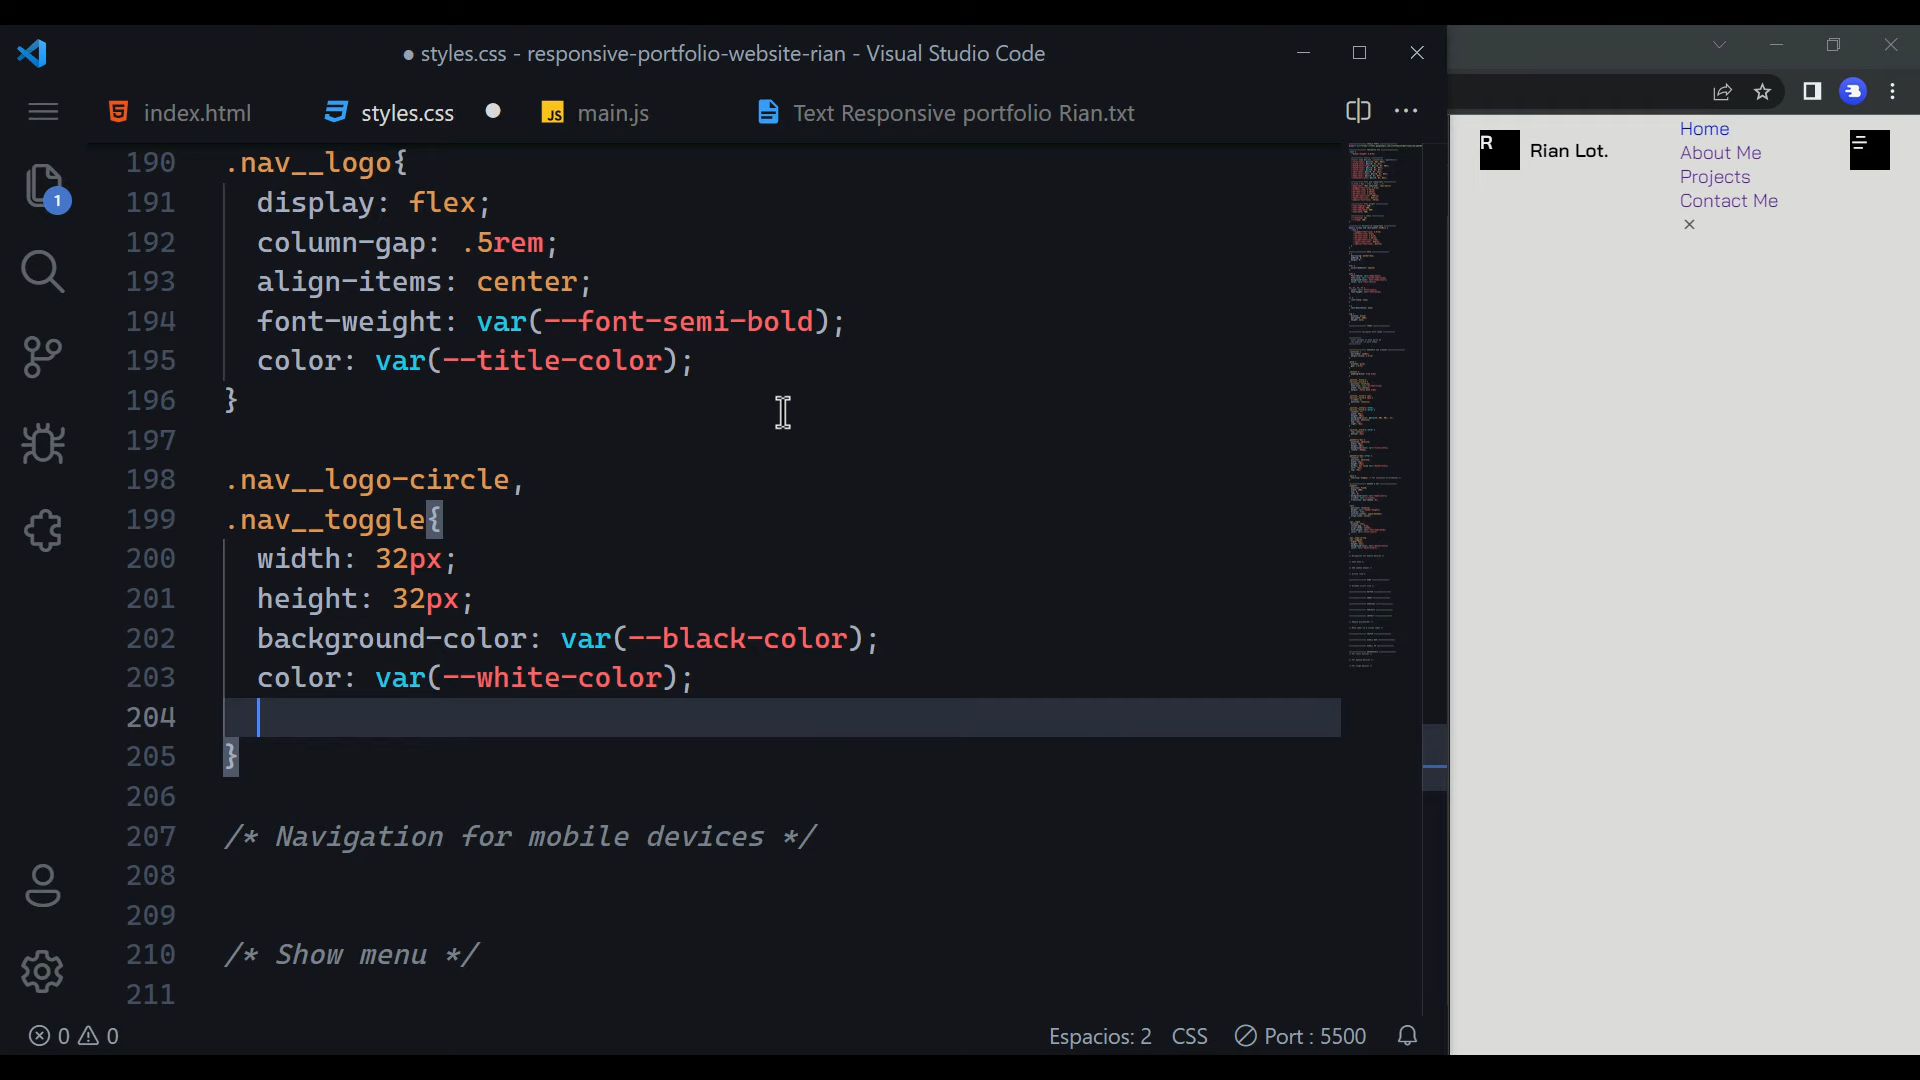 styles.css - responsive-portfolio-website-rian - Visual Studio Code
index.html
styles.css
JS main.js
Text Responsive portfolio Rian.txt
1
190 .nav__logo{
191 display: flex;
192 column-gap: .5rem;
193 align-items: center;
194 font-weight: var(--font-semi-bold);
195 color: var(--title-color);
196 }
197
198 .nav__logo-circle,
199 .nav__toggle{
200 width: 32px;
201 height: 32px;
202 background-color: var(--black-color);
203 color: var(--white-color);
204
205 }
206
207 /* Navigation for mobile devices */
208
209
210 /* Show menu */
211
0 0
Espacios: 2 CSS Port : 5500
R Rian Lot.
Home
About Me
Projects
Contact Me